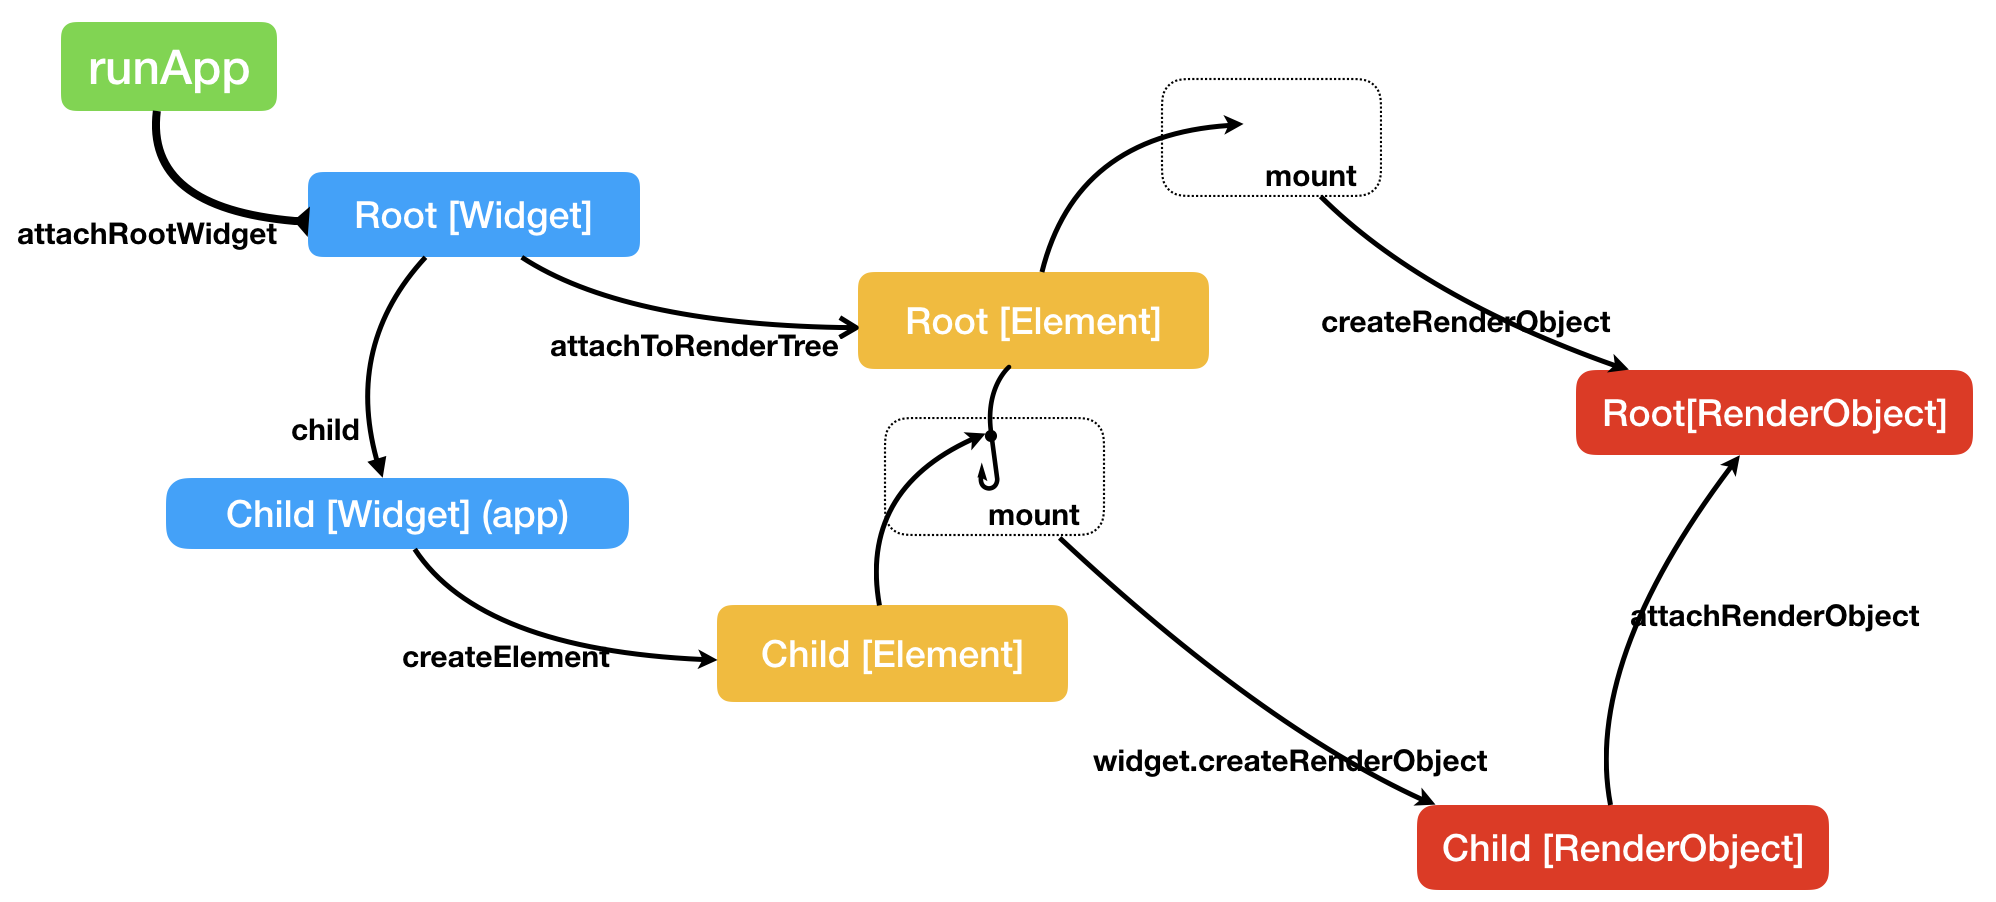 runApp
attachRootWidget
Root [Widget]
mount
Root [Element]
createRenderObject
attachToRenderTree
child
Root[RenderObject]
Child [Widget] (app)
mount
attachRenderObject
createElement
Child [Element]
widget.createRenderObject
Child [RenderObject]